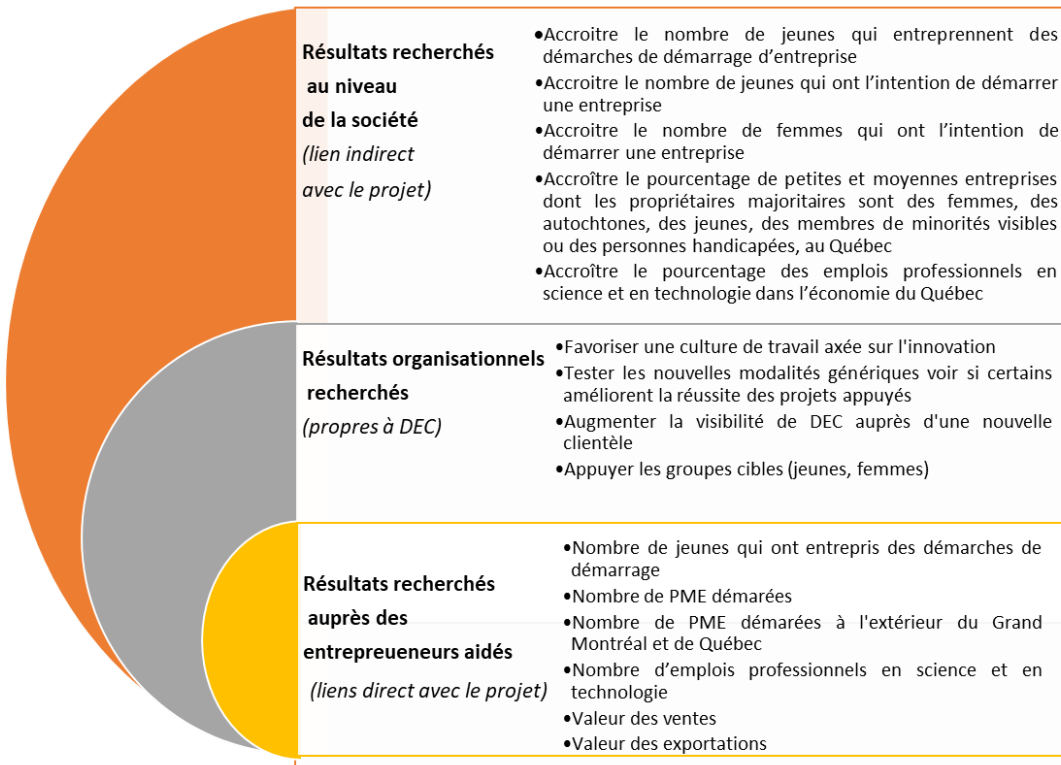 Résultats recherchés
au niveau
de la société
(lien indirect
avec le projet)
•Accroitre le nombre de jeunes qui entreprennent des
démarches de démarrage d’entreprise
•Accroitre le nombre de jeunes qui ont l’intention de démarrer
une entreprise
•Accroitre le nombre de femmes qui ont l’intention de
démarrer une entreprise
•Accroître le pourcentage de petites et moyennes entreprises
dont les propriétaires majoritaires sont des femmes, des
autochtones, des jeunes, des membres de minorités visibles
ou des personnes handicapées, au Québec
•Accroître le pourcentage des emplois professionnels en
science et en technologie dans l’économie du Québec
Résultats organisationnels
recherchés
(propres à DEC)
•Favoriser une culture de travail axée sur l'innovation
•Tester les nouvelles modalités génériques voir si certains
améliorent la réussite des projets appuyés
•Augmenter la visibilité de DEC auprès d'une nouvelle
clientèle
•Appuyer les groupes cibles (jeunes, femmes)
Résultats recherchés
auprès des
entrepreueneurs aidés
(liens direct avec le projet)
•Nombre de jeunes qui ont entrepris des démarches de
démarrage
•Nombre de PME démarées
•Nombre de PME démarées à l'extérieur du Grand
Montréal et de Québec
•Nombre d’emplois professionnels en science et en
technologie
•Valeur des ventes
•Valeur des exportations